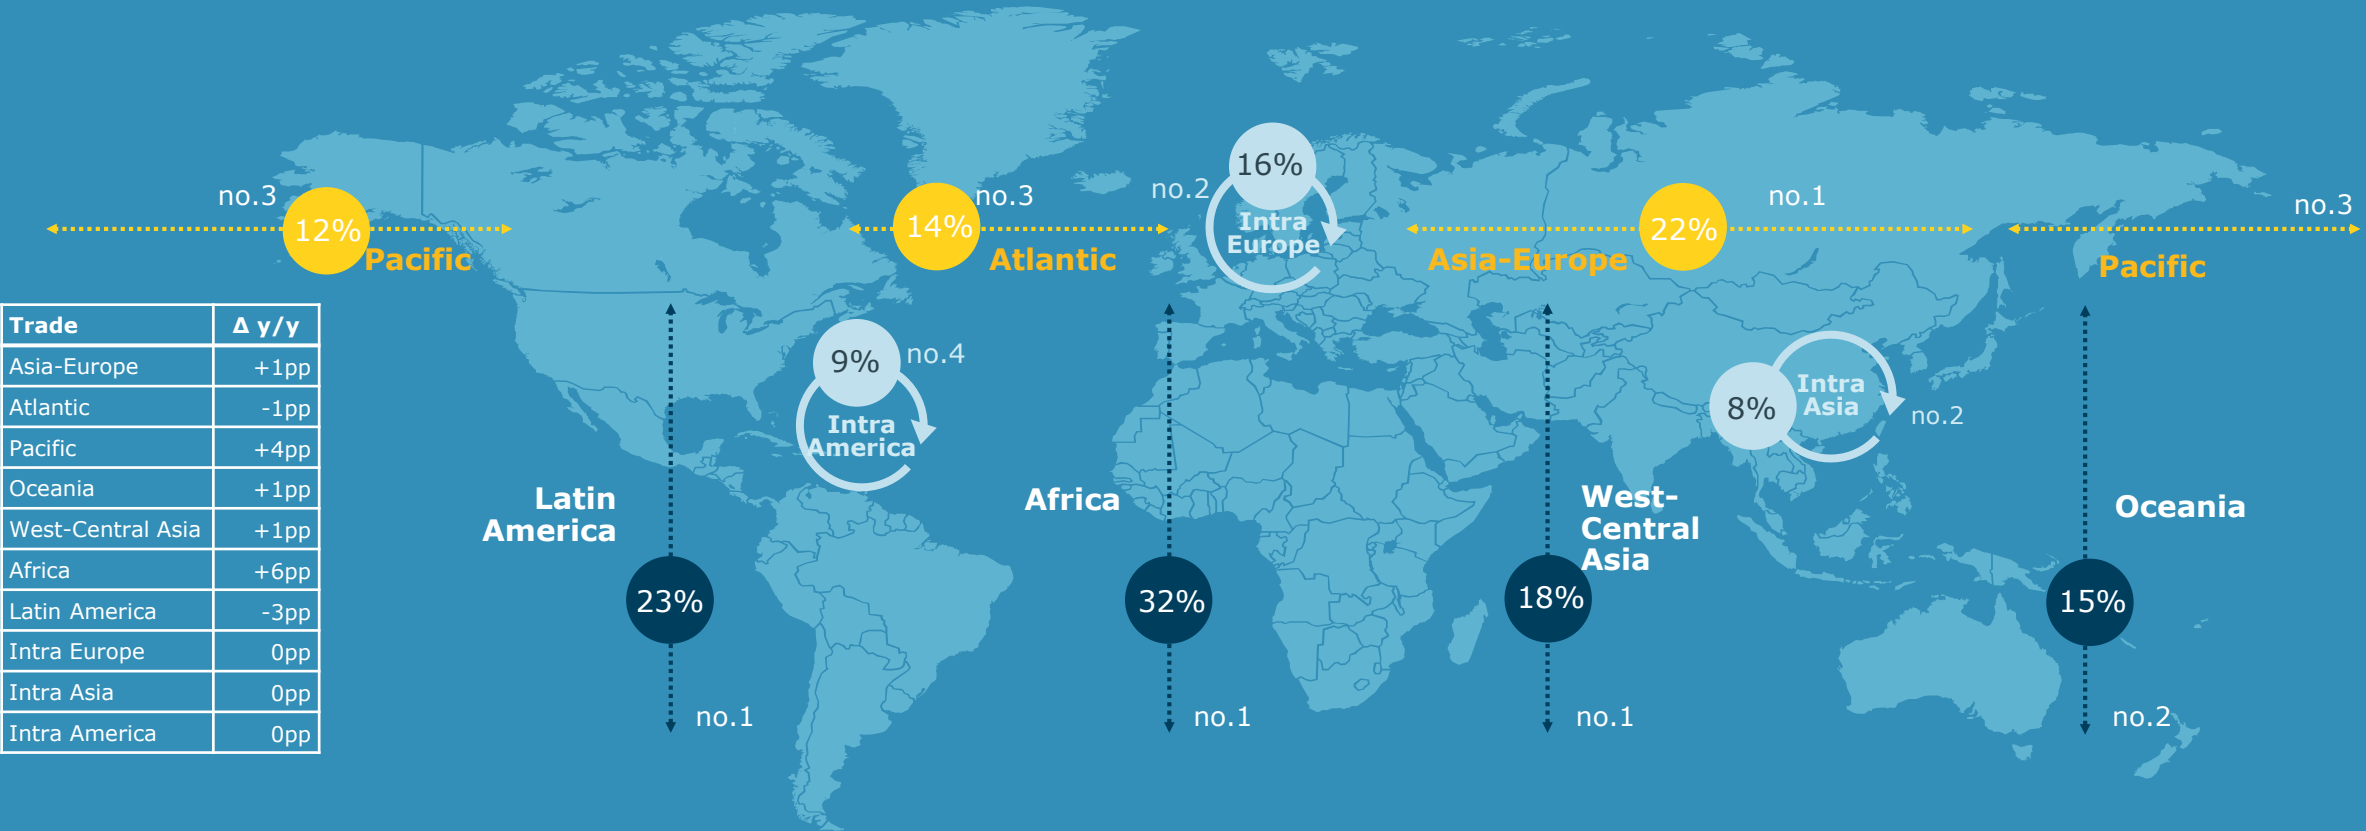 no.3
12%
Pacific
14%
no.3
Atlantic
no.2
16%
Intra
Europe
Asia-Europe
22%
no.1
no.3
Pacific
Trade Δ y/y
Asia-Europe +1pp
Atlantic -1pp
Pacific +4pp
Oceania +1pp
West-Central Asia +1pp
Africa +6pp
Latin America -3pp
Intra Europe 0pp
Intra Asia 0pp
Intra America 0pp
9%
no.4
Intra
America
8%
Intra
Asia
no.2
Latin
America
23%
no.1
Africa
32%
no.1
West-
Central
Asia
18%
no.1
Oceania
15%
no.2